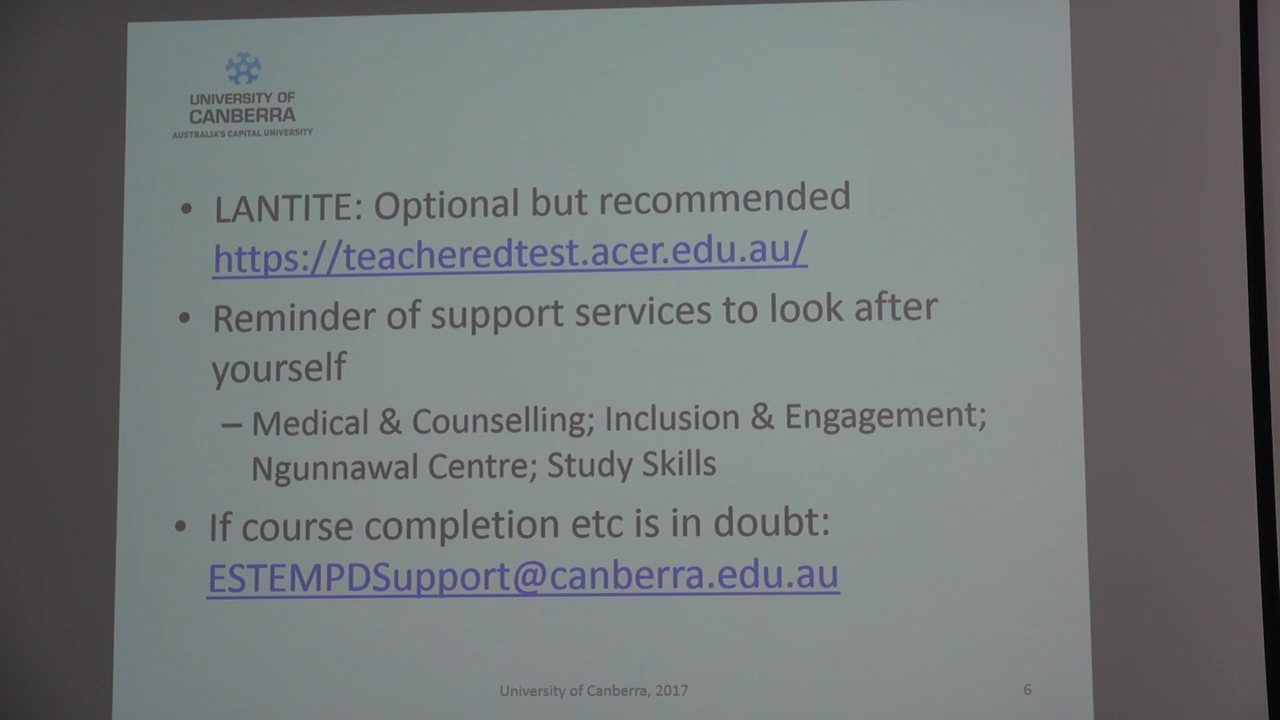 UNIVERSITY OF
CANBERRA
AUSTRALIA'S CAPITAL UNIVERSITY
• LANTITE: Optional but recommended
https://teacheredtest.acer.edu.au/
• Reminder of support services to look after
yourself
– Medical & Counselling; Inclusion & Engagement;
Ngunnawal Centre; Study Skills
• If course completion etc is in doubt:
ESTEMPDSupport@canberra.edu.au
University of Canberra, 2017
6